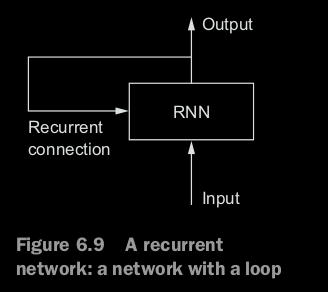 Output
RNN
Recurrent
connection
Input
Figure 6.9 A recurrent
network: a network with a loop